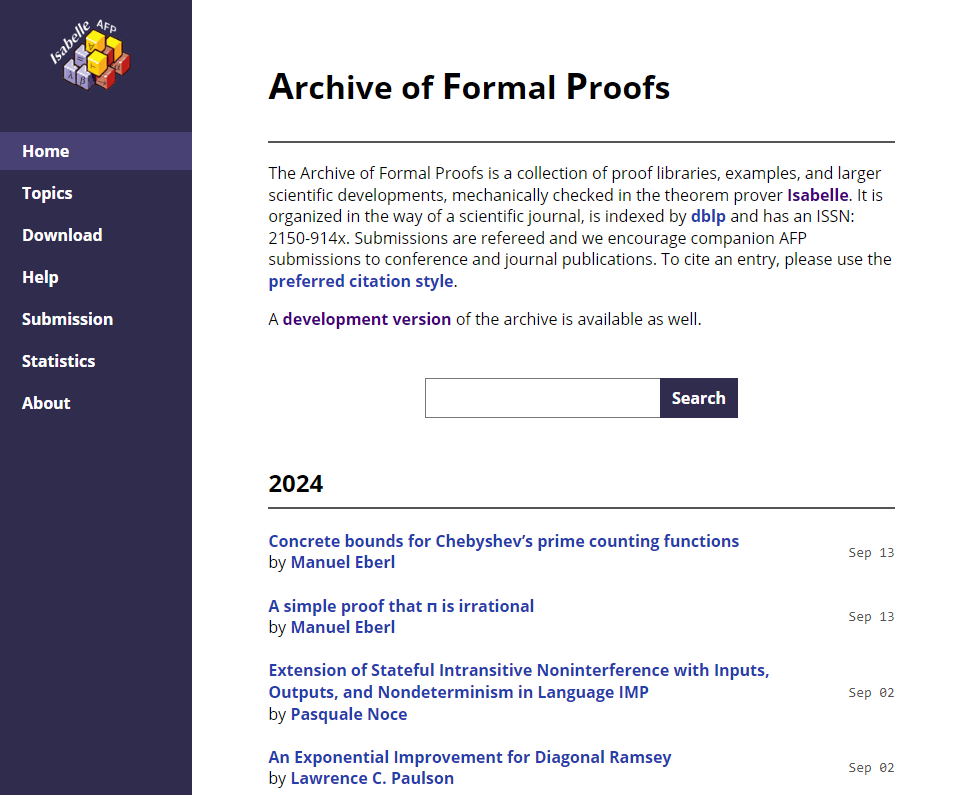 Isabelle AFP
Home
Topics
Download
Help
Submission
Statistics
About
Archive of Formal Proofs
The Archive of Formal Proofs is a collection of proof libraries, examples, and larger
scientific developments, mechanically checked in the theorem prover Isabelle. It is
organized in the way of a scientific journal, is indexed by dblp and has an ISSN:
2150-914x. Submissions are refereed and we encourage companion AFP
submissions to conference and journal publications. To cite an entry, please use the
preferred citation style.
A development version of the archive is available as well.
Search
2024
Concrete bounds for Chebyshev’s prime counting functions
by Manuel Eberl
Sep 13
A simple proof that π is irrational
by Manuel Eberl
Sep 13
Extension of Stateful Intransitive Noninterference with Inputs,
Outputs, and Nondeterminism in Language IMP
by Pasquale Noce
Sep 02
An Exponential Improvement for Diagonal Ramsey
by Lawrence C. Paulson
Sep 02